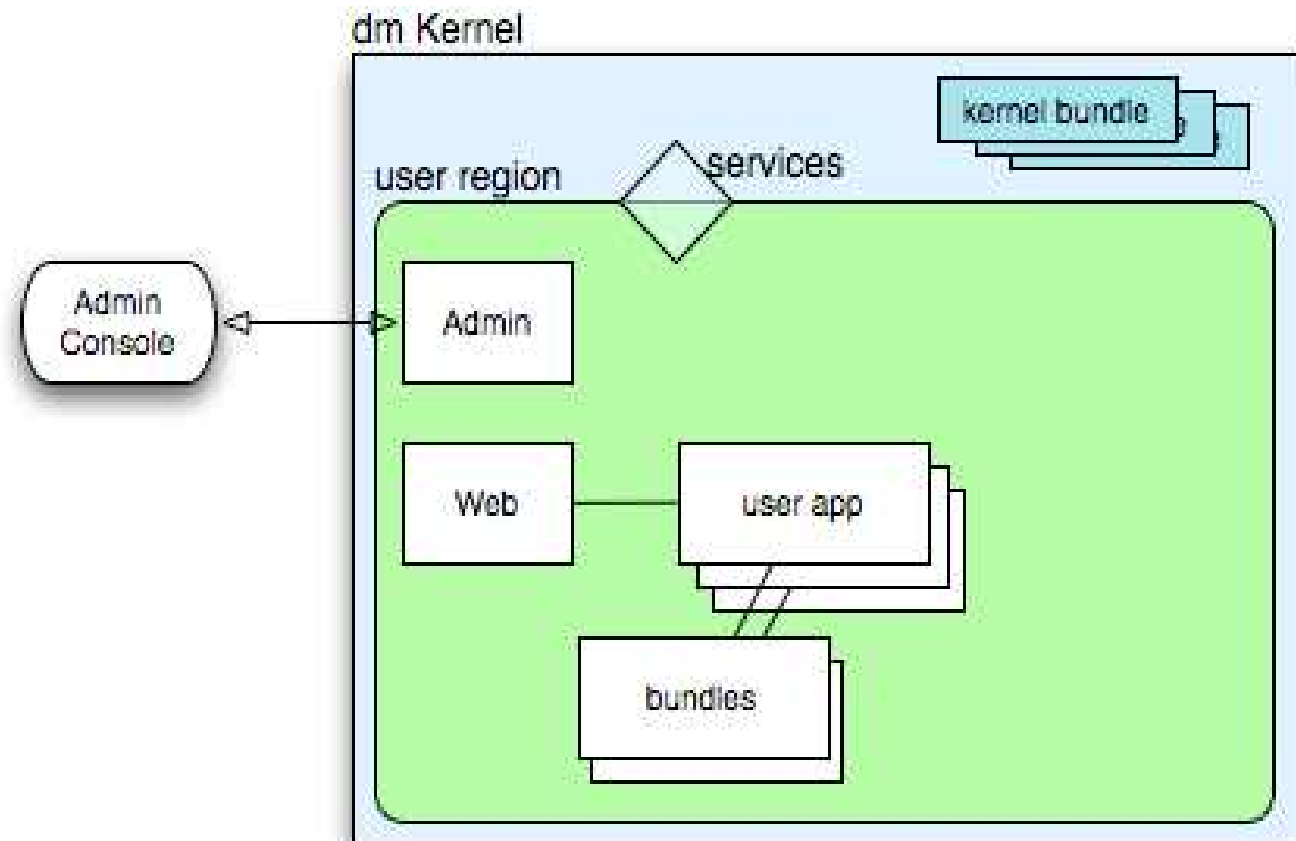 dm Kernel
kernel bundle
services
user region
Admin
Console
Admin
Web
user app
bundles